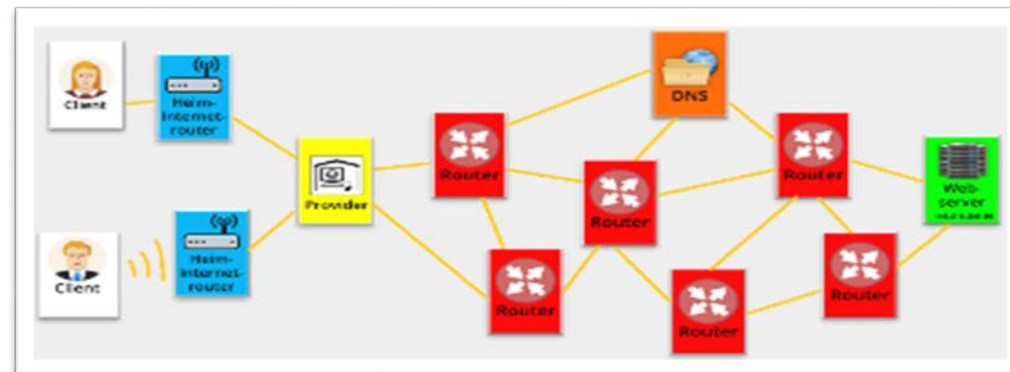 Client
Heim-
Internet-
router
Provider
Client
Heim-
Internet-
router
Router
Router
Router
DNS
Router
Router
Router
Web-
server